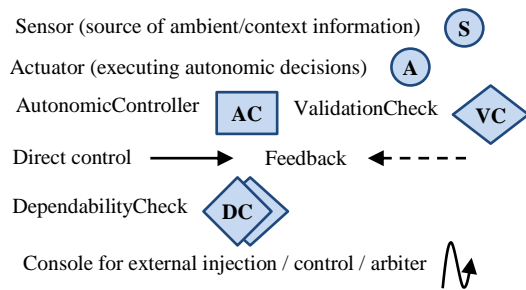 Sensor (source of ambient/context information) S
Actuator (executing autonomic decisions) A
AutonomicController AC ValidationCheck VC
Direct control Feedback
DependabilityCheck DC
Console for external injection / control / arbiter